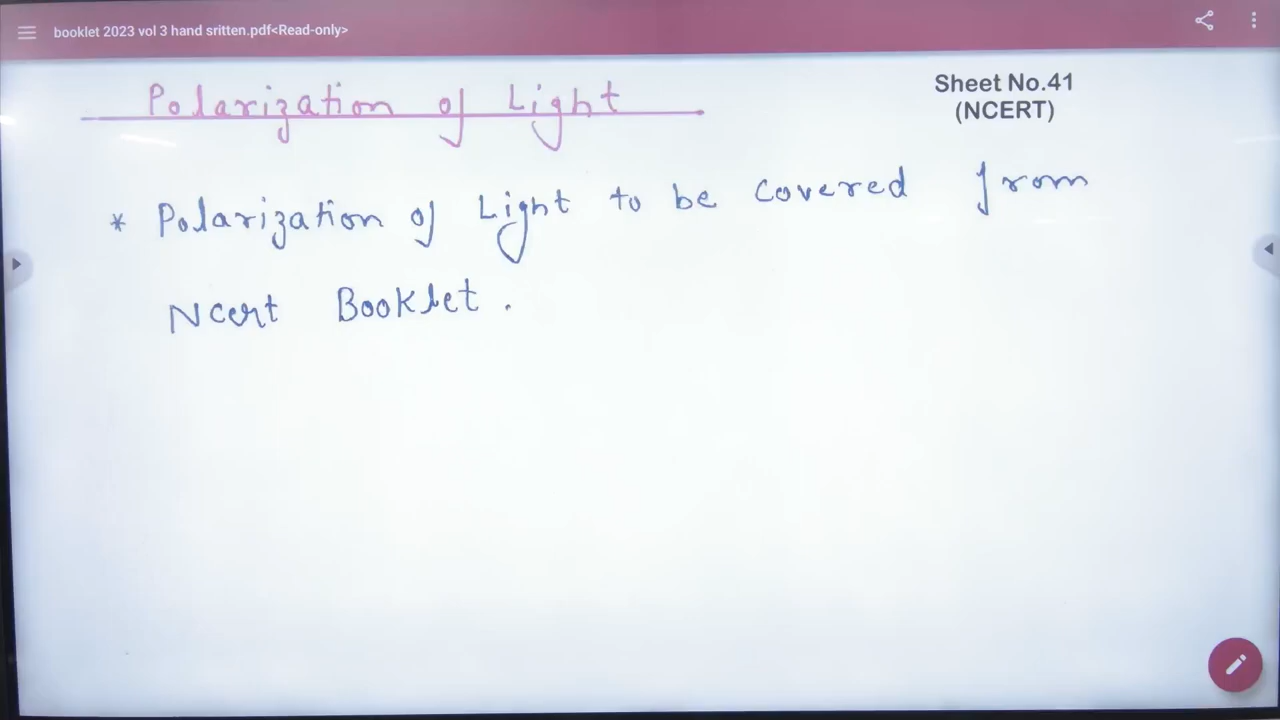 booklet 2023 vol 3 hand sritten.pdf<Read-only>
Polarization of Light
Sheet No.41
(NCERT)
* Polarization of Light to be covered from
Ncert Booklet .